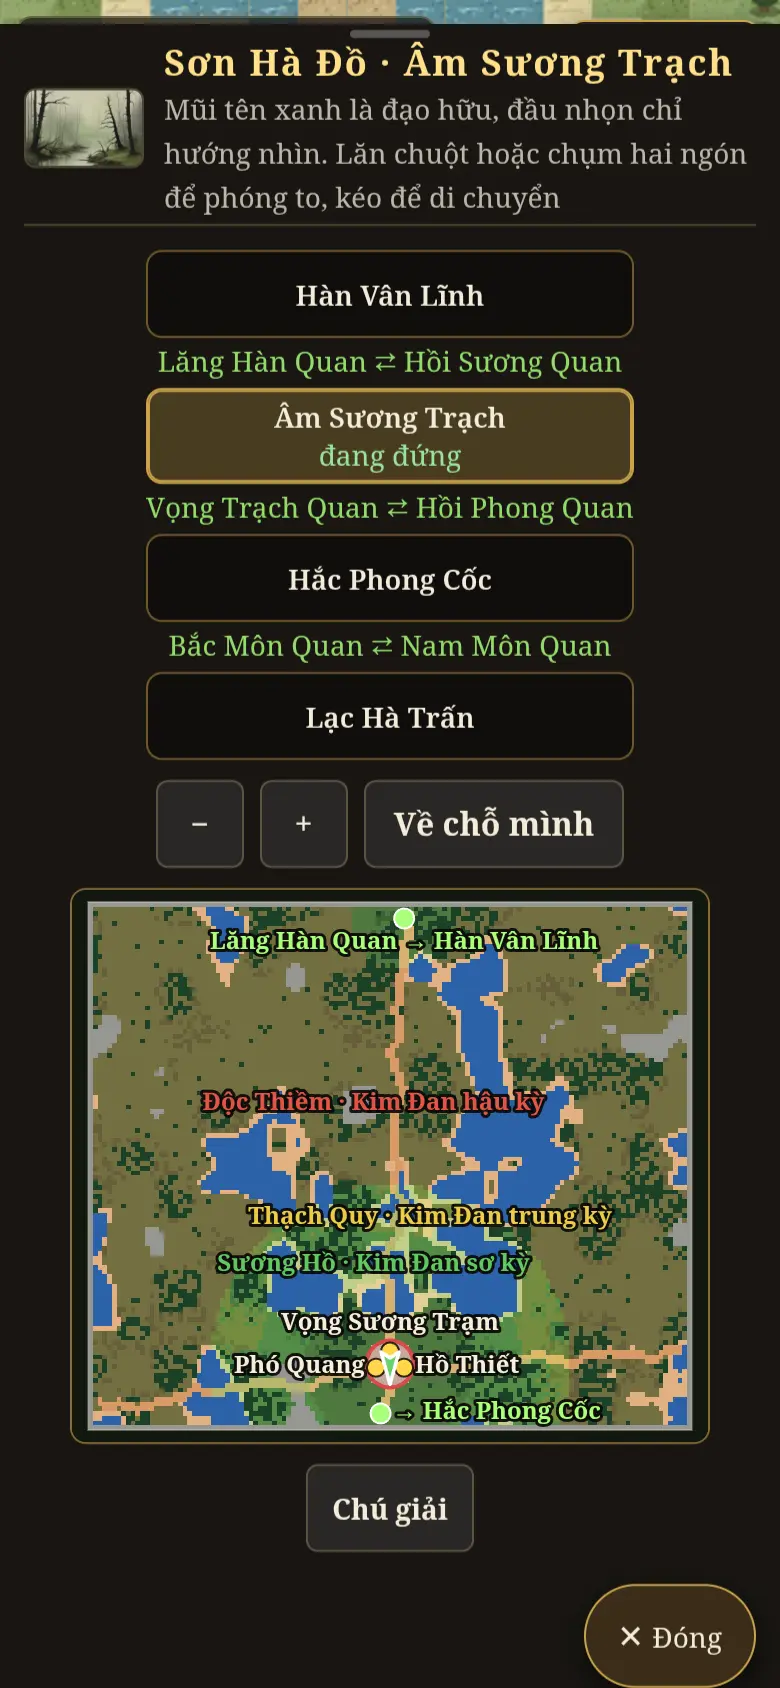 Sơn Hà Đồ · Âm Sương Trạch
Mũi tên xanh là đạo hữu, đầu nhọn chỉ
hướng nhìn. Lăn chuột hoặc chụm hai ngón
để phóng to, kéo để di chuyển
Hàn Vân Lĩnh
Lăng Hàn Quan ⇄ Hồi Sương Quan
Âm Sương Trạch
đang đứng
Vọng Trạch Quan ⇄ Hồi Phong Quan
Hắc Phong Cốc
Bắc Môn Quan ⇄ Nam Môn Quan
Lạc Hà Trấn
− + Về chỗ mình
Lăng Hàn Quan → Hàn Vân Lĩnh
Độc Thiềm · Kim Đan hậu kỳ
Thạch Quy · Kim Đan trung kỳ
Sương Hồ · Kim Đan sơ kỳ
Vọng Sương Trạm
Phó Quang Hồ Thiết
→ Hắc Phong Cốc
Chú giải
✕ Đóng